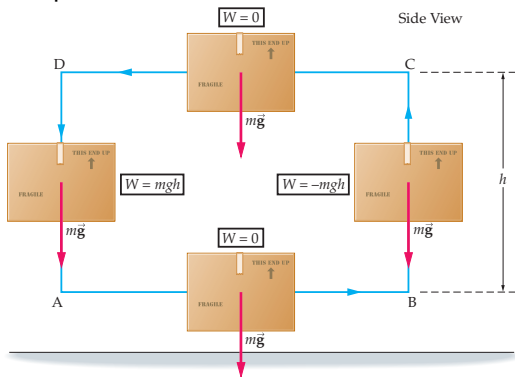 W = 0
Side View
THIS END UP
FRAGILE
mg⃗
D
C
THIS END UP
FRAGILE
mg⃗
W = mgh
W = –mgh
THIS END UP
FRAGILE
mg⃗
h
W = 0
THIS END UP
FRAGILE
mg⃗
A
B